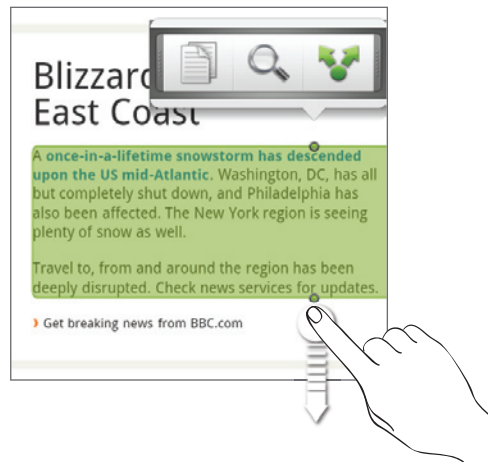 Blizzard
East Coast
A once-in-a-lifetime snowstorm has descended
upon the US mid-Atlantic. Washington, DC, has all
but completely shut down, and Philadelphia has
also been affected. The New York region is seeing
plenty of snow as well.
Travel to, from and around the region has been
deeply disrupted. Check news services for updates.
Get breaking news from BBC.com